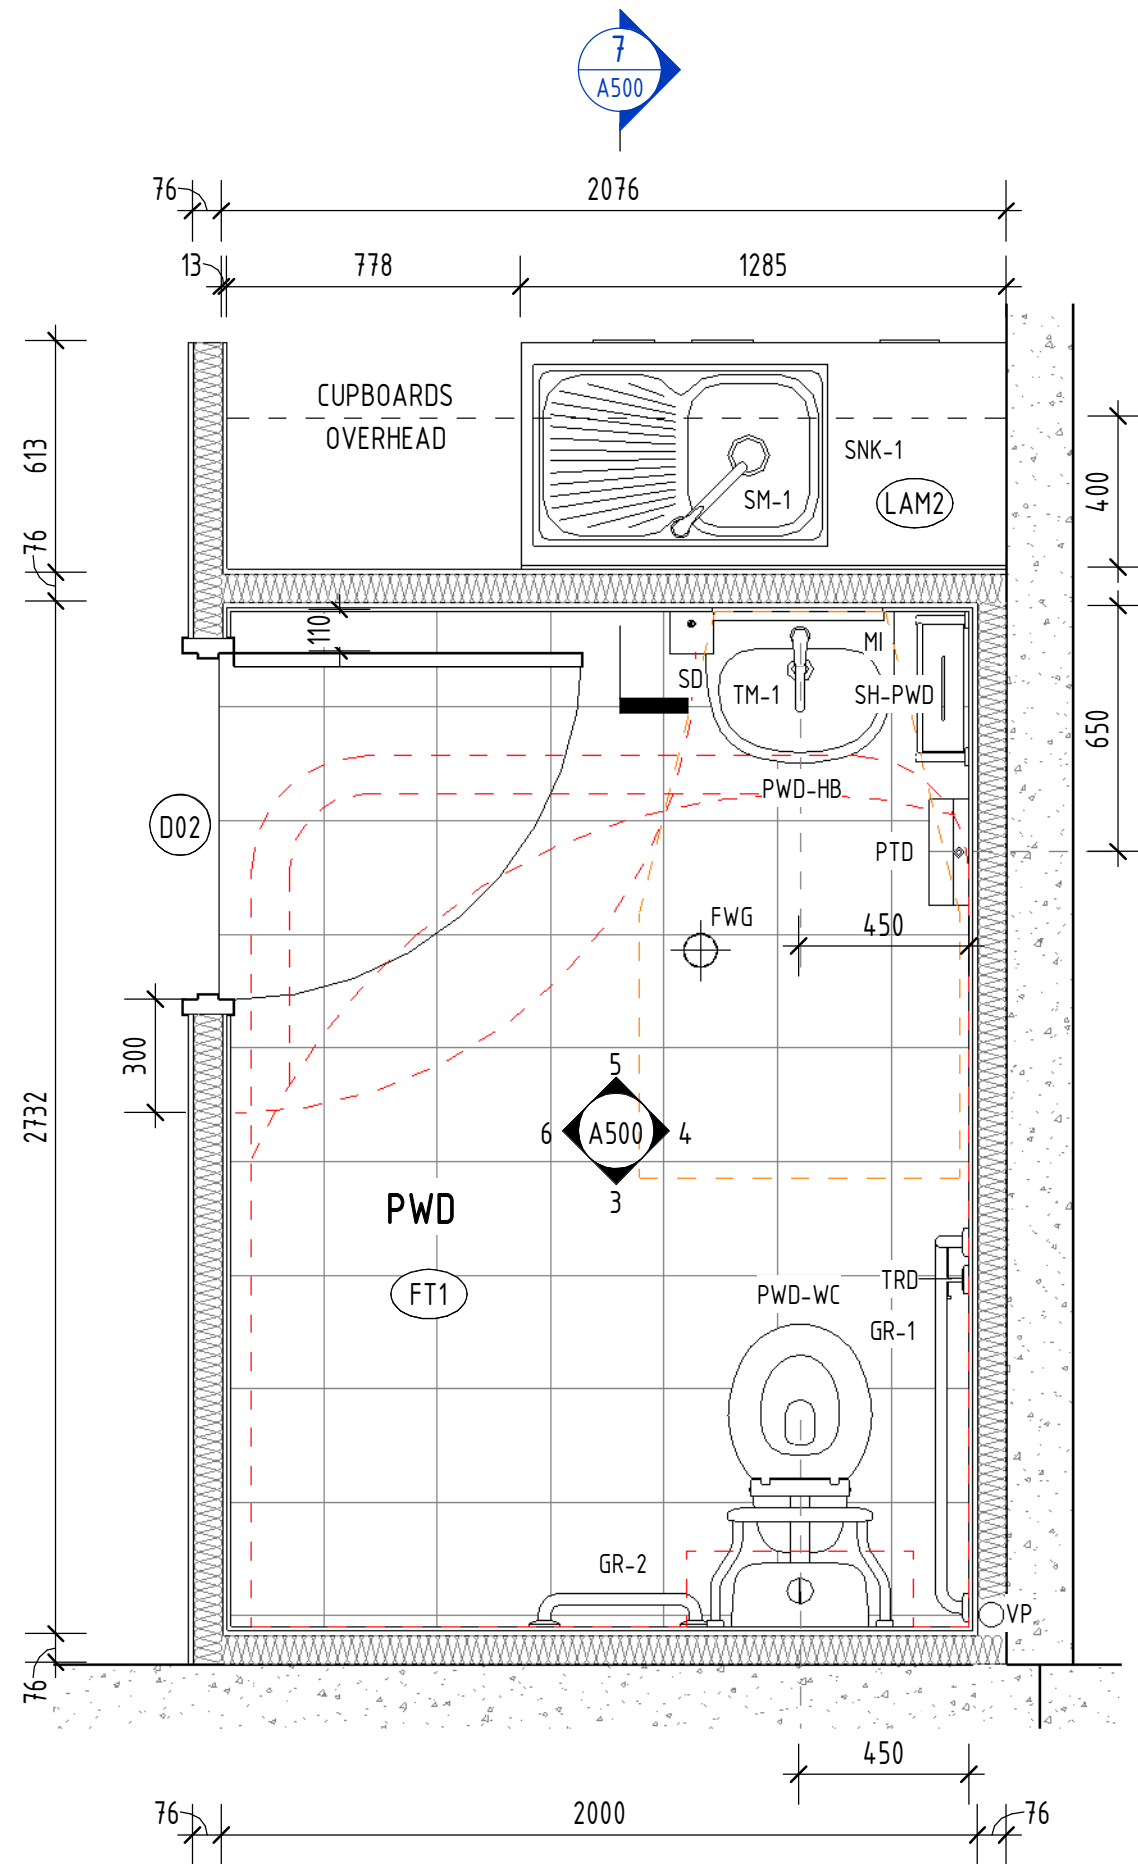 7
A500
76
2076
13
778
1285
CUPBOARDS
OVERHEAD
613
SNK-1
400
SM-1
LAM2
76
110
MI
SD
TM-1
SH-PWD
650
PWD-HB
D02
PTD
FWG
450
300
5
2732
6
A500
4
3
PWD
TRD
FT1
PWD-WC
GR-1
GR-2
VP
76
450
76
2000
76